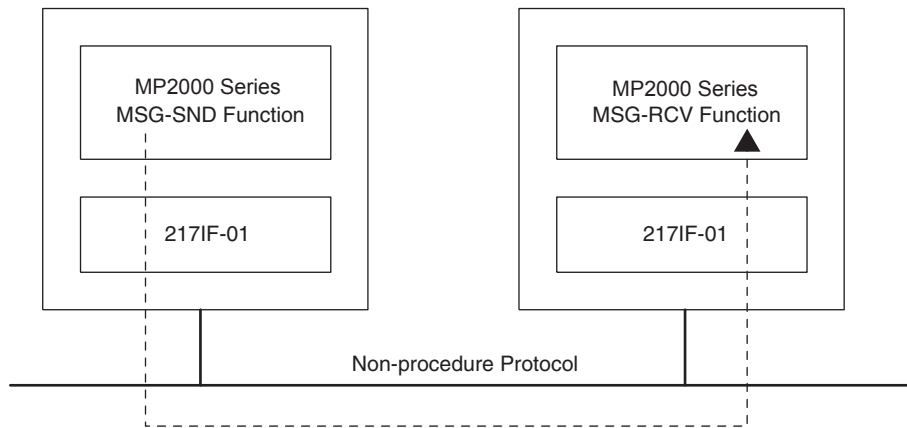 MP2000 Series
MSG-SND Function
217IF-01
MP2000 Series
MSG-RCV Function
217IF-01
Non-procedure Protocol